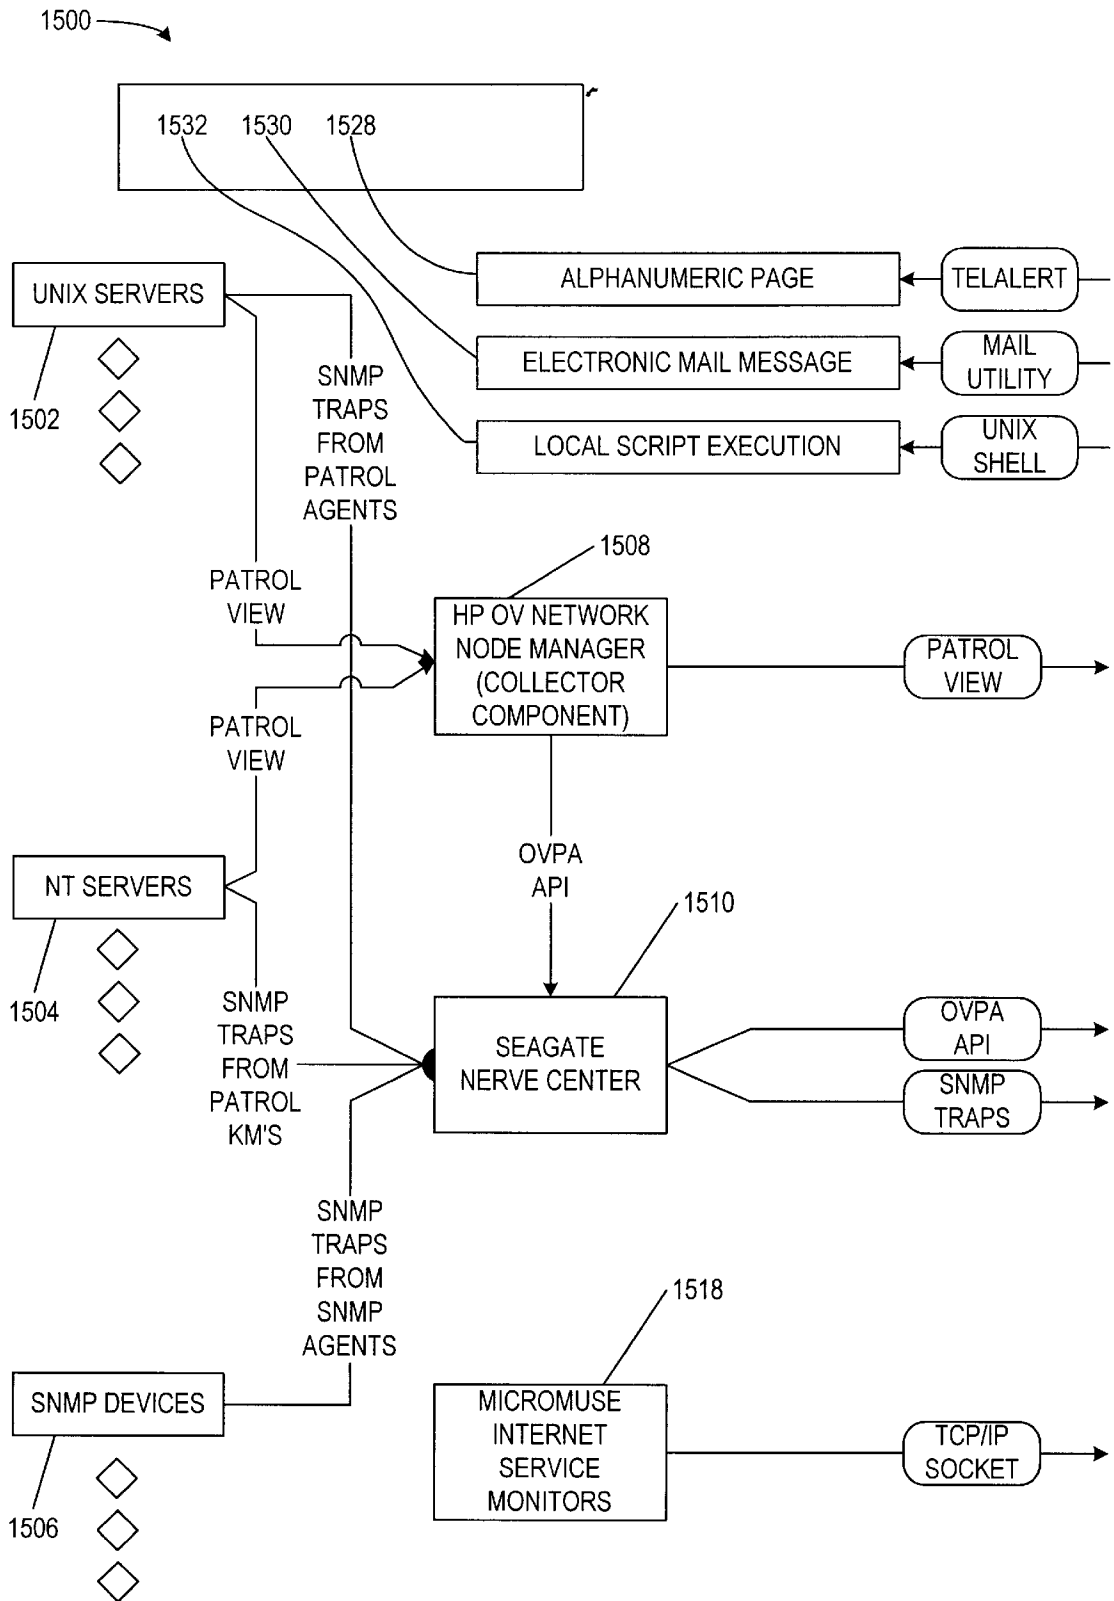 1500
1532
1530
1528
UNIX SERVERS
1502
ALPHANUMERIC PAGE
TELALERT
ELECTRONIC MAIL MESSAGE
MAIL
UTILITY
LOCAL SCRIPT EXECUTION
UNIX
SHELL
SNMP
TRAPS
FROM
PATROL
AGENTS
PATROL
VIEW
1508
HP OV NETWORK
NODE MANAGER
(COLLECTOR
COMPONENT)
PATROL
VIEW
PATROL
VIEW
OVPA
API
NT SERVERS
1504
1510
SNMP
TRAPS
FROM
PATROL
KM'S
SEAGATE
NERVE CENTER
OVPA
API
SNMP
TRAPS
SNMP
TRAPS
FROM
SNMP
AGENTS
1518
SNMP DEVICES
1506
MICROMUSE
INTERNET
SERVICE
MONITORS
TCP/IP
SOCKET